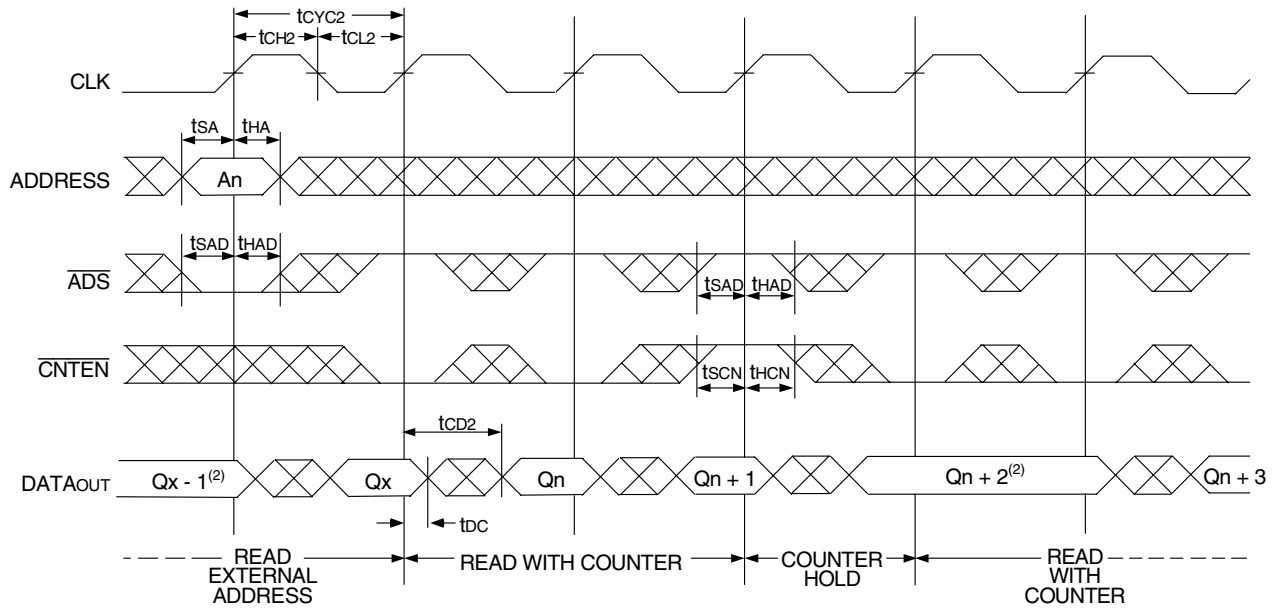 tCYC2
tCH2 tCL2
CLK
tSA tHA
ADDRESS An
tSAD tHAD
ADS
tSAD tHAD
CNTEN
tSCN tHCN
tCD2
DATAOUT Qx - 1(2) Qx Qn Qn + 1 Qn + 2(2) Qn + 3
tDC
READ EXTERNAL ADDRESS
READ WITH COUNTER
COUNTER HOLD
READ WITH COUNTER